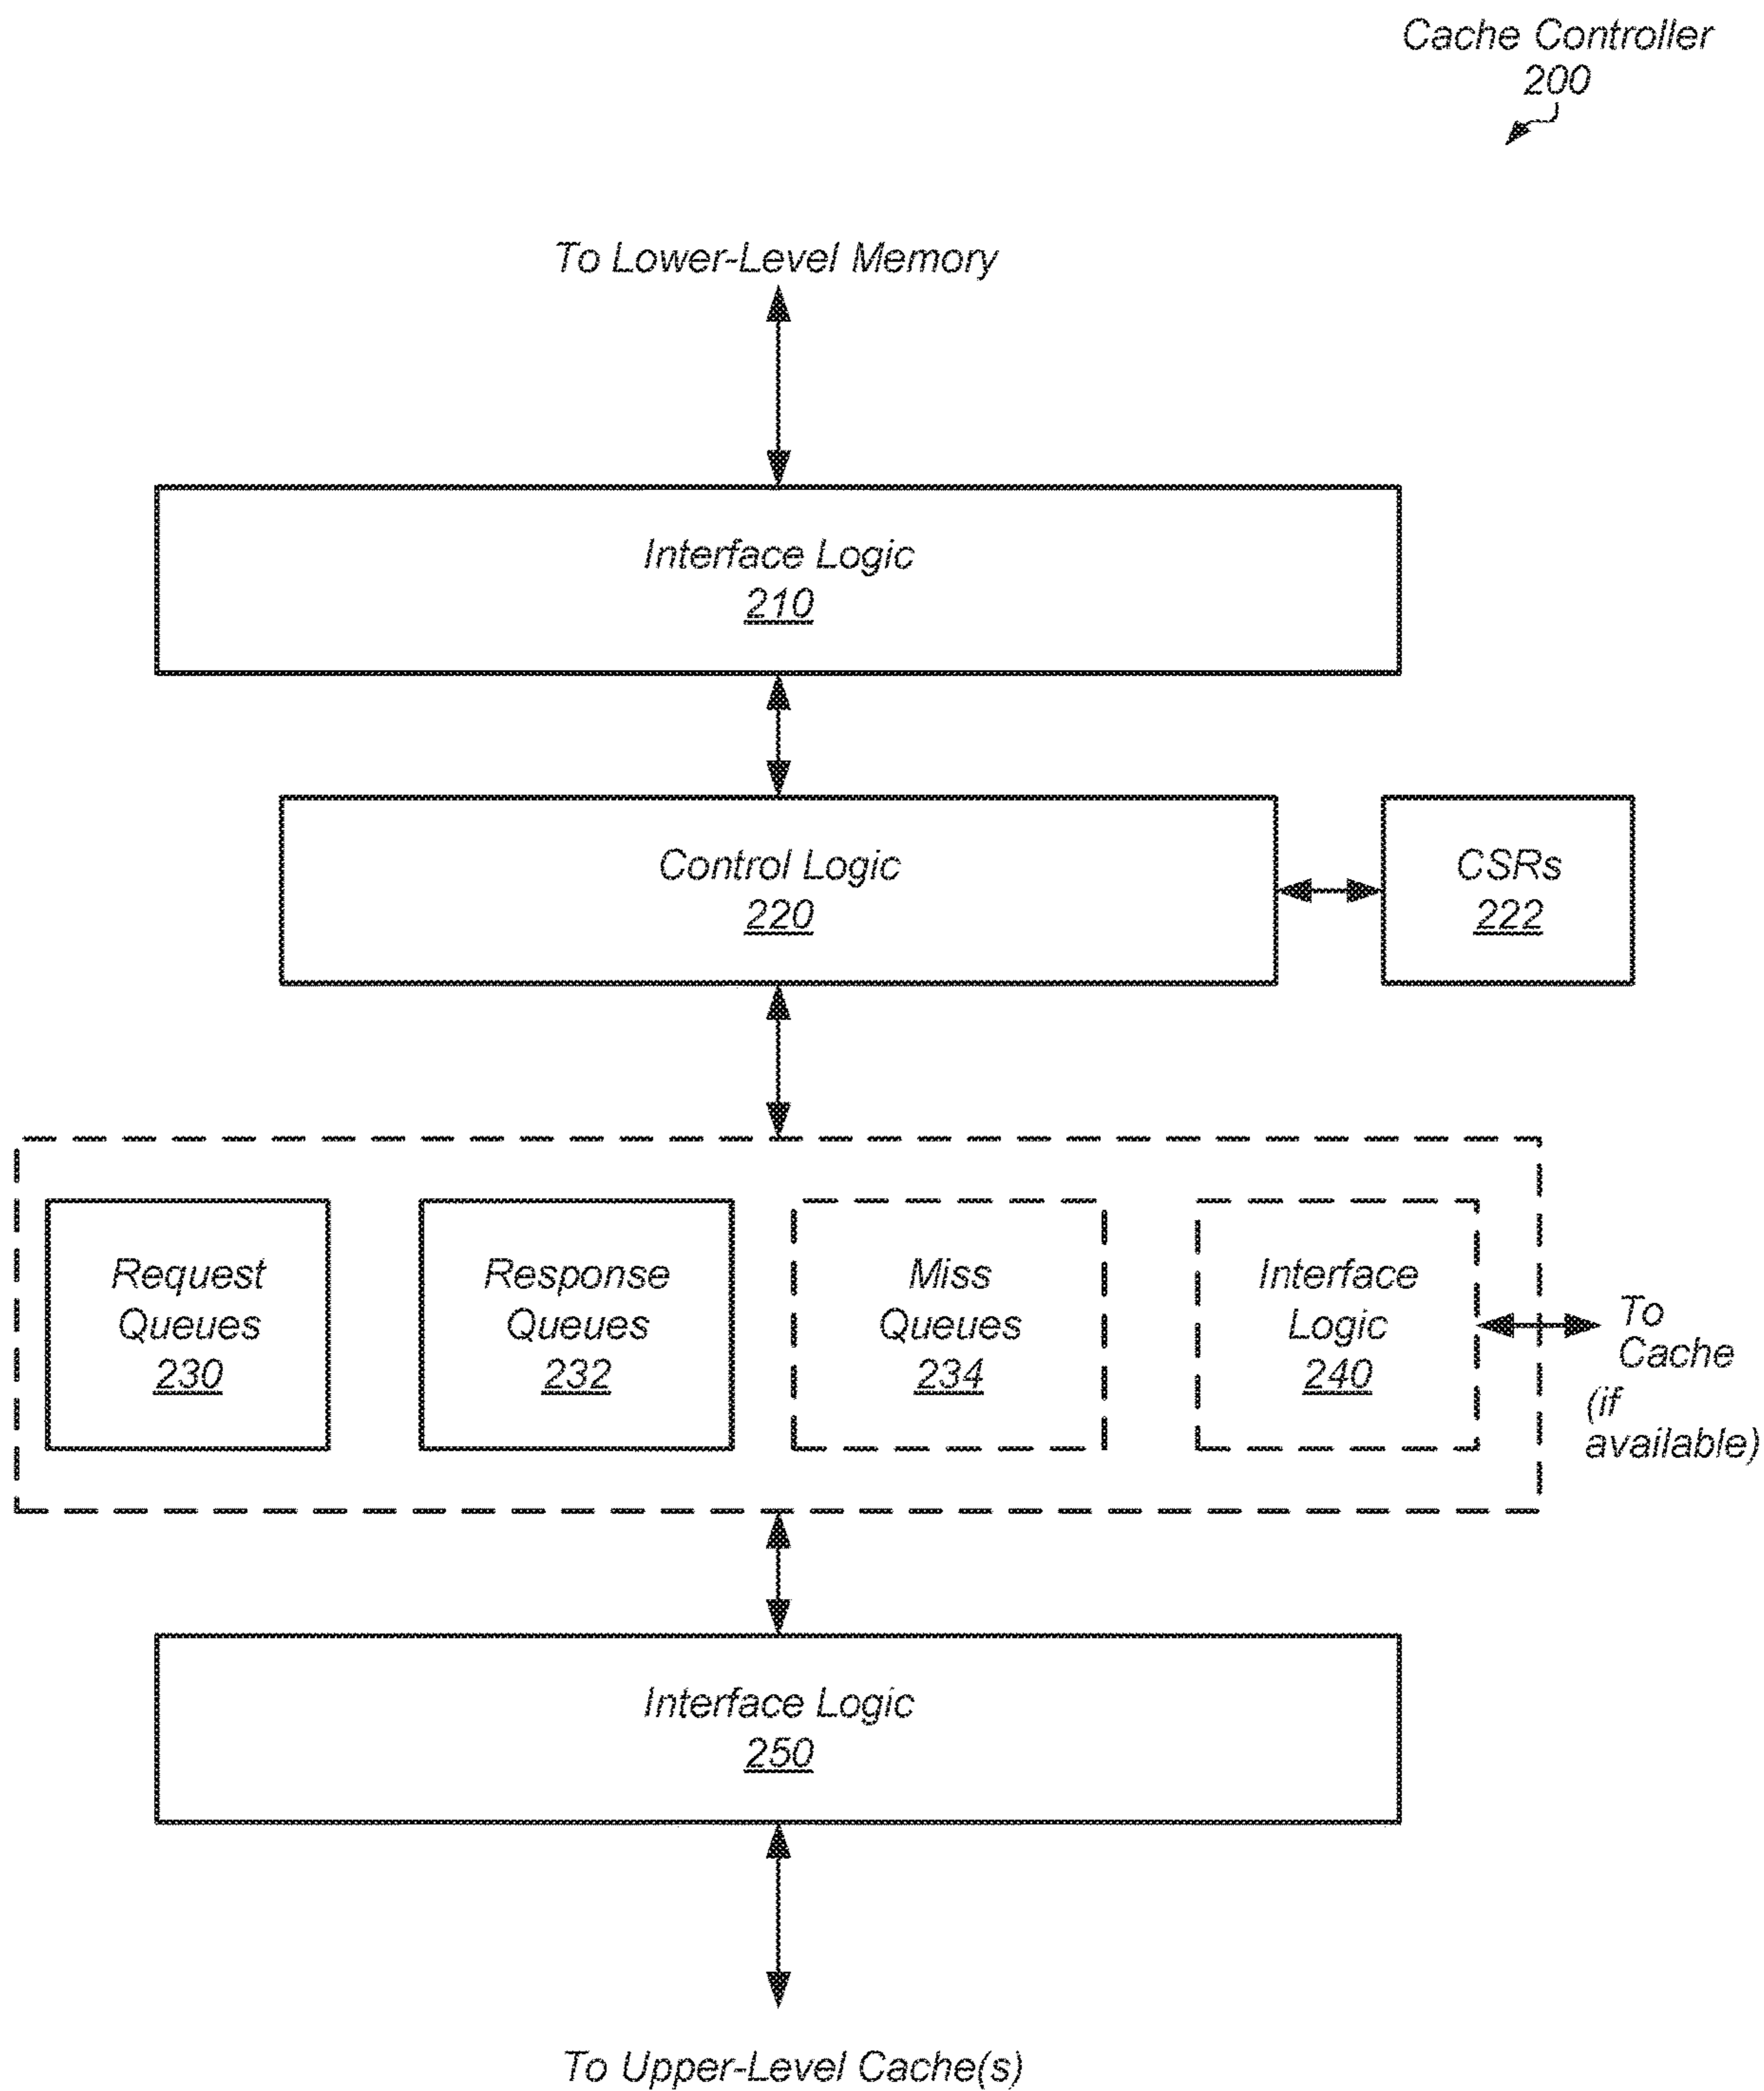 Cache Controller
200
To Lower-Level Memory
Interface Logic
210
Control Logic
220
CSRs
222
Request
Queues
230
Response
Queues
232
Miss
Queues
234
Interface
Logic
240
To
Cache
(if
available)
Interface Logic
250
To Upper-Level Cache(s)